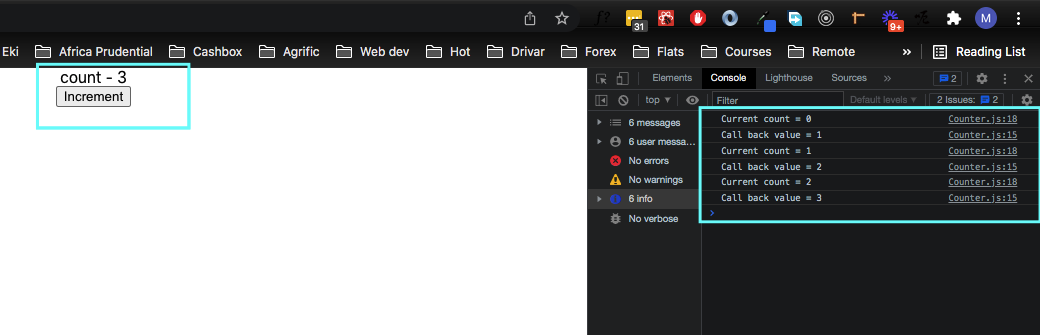 ƒ?
31
9+
M
Eki Africa Prudential Cashbox Agrific Web dev Hot Drivar Forex Flats Courses Remote » Reading List
count - 3
Increment
Elements Console Lighthouse Sources » 2
top ▼ Filter Default levels ▼ 2 Issues: 2
6 messages
6 user messa...
No errors
No warnings
6 info
No verbose
Current count = 0 Counter.js:18
Call back value = 1 Counter.js:15
Current count = 1 Counter.js:18
Call back value = 2 Counter.js:15
Current count = 2 Counter.js:18
Call back value = 3 Counter.js:15
>